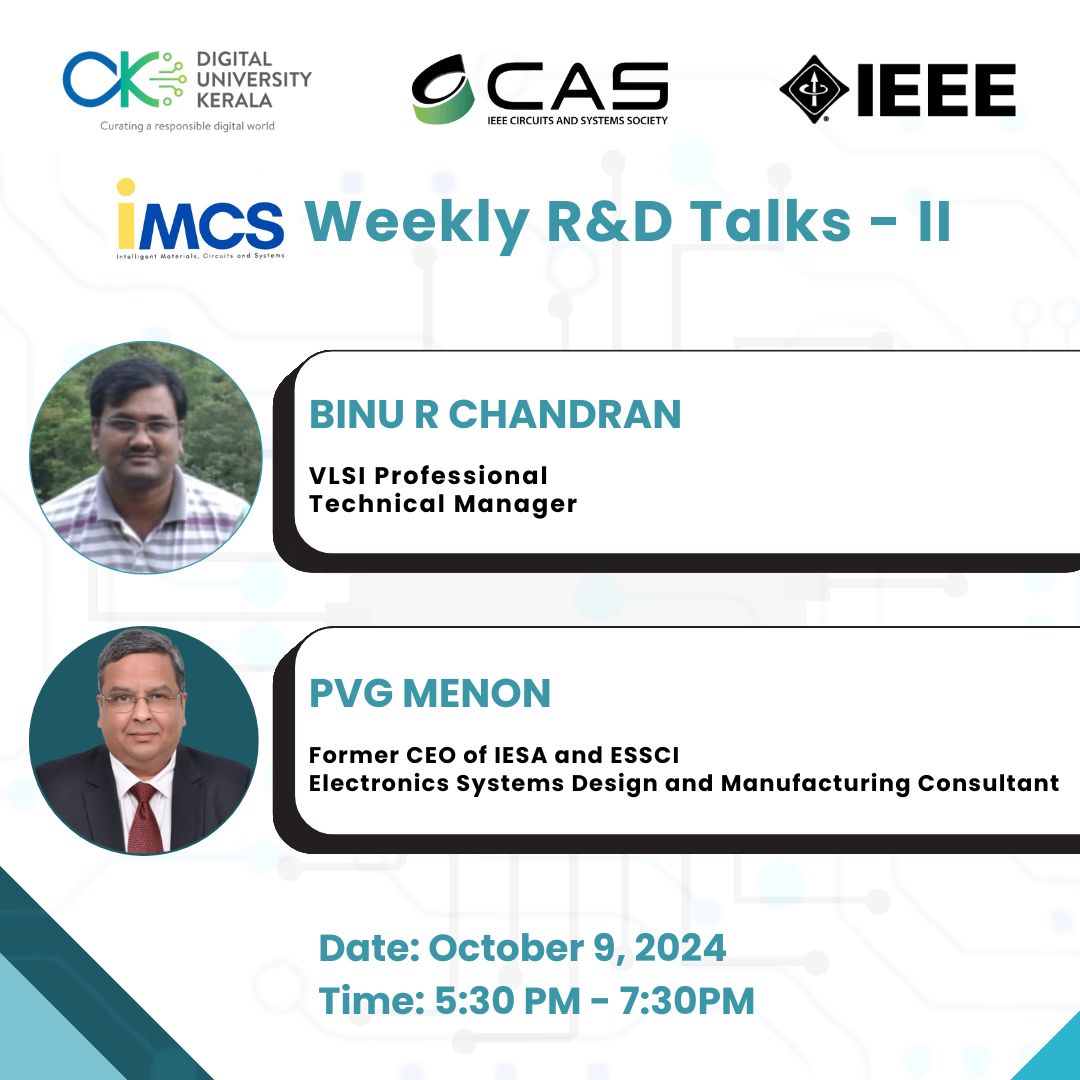 DIGITAL
UNIVERSITY
KERALA
Curating a responsible digital world
CAS
IEEE CIRCUITS AND SYSTEMS SOCIETY
IEEE
iMCS
Intelligent Materials, Circuits and Systems
Weekly R&D Talks - II
BINU R CHANDRAN
VLSI Professional
Technical Manager
PVG MENON
Former CEO of IESA and ESSCI
Electronics Systems Design and Manufacturing Consultant
Date: October 9, 2024
Time: 5:30 PM - 7:30PM